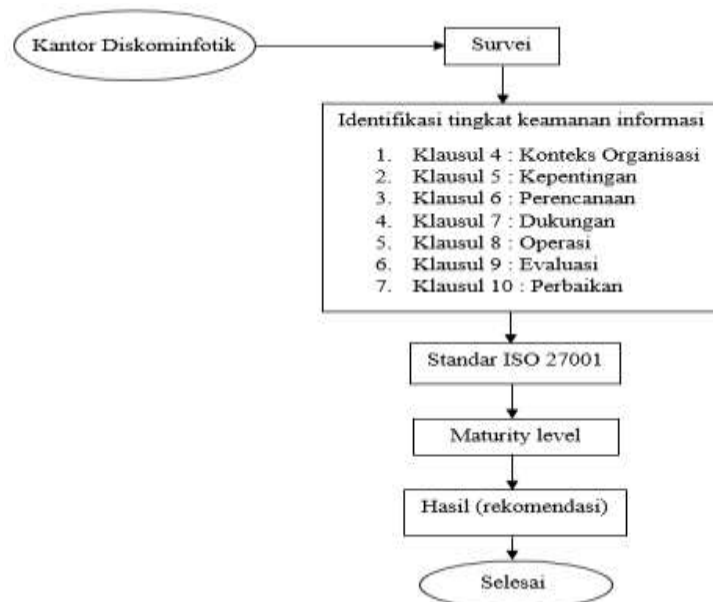 Kantor Diskominfotik
Survei
Identifikasi tingkat keamanan informasi
1. Klausul 4 : Konteks Organisasi
2. Klausul 5 : Kepentingan
3. Klausul 6 : Perencanaan
4. Klausul 7 : Dukungan
5. Klausul 8 : Operasi
6. Klausul 9 : Evaluasi
7. Klausul 10 : Perbaikan
Standar ISO 27001
Maturity level
Hasil (rekomendasi)
Selesai